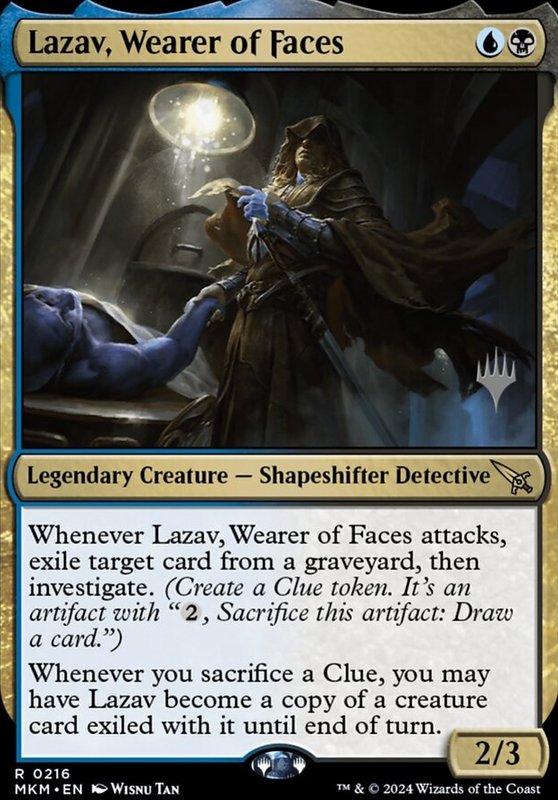 Lazav, Wearer of Faces
Legendary Creature — Shapeshifter Detective
Whenever Lazav, Wearer of Faces attacks,
exile target card from a graveyard, then
investigate. (Create a Clue token. It's an
artifact with “2, Sacrifice this artifact: Draw
a card.”)
Whenever you sacrifice a Clue, you may
have Lazav become a copy of a creature
card exiled with it until end of turn.
2/3
R 0216
MKM • EN Wisnu Tan
™ & © 2024 Wizards of the Coast